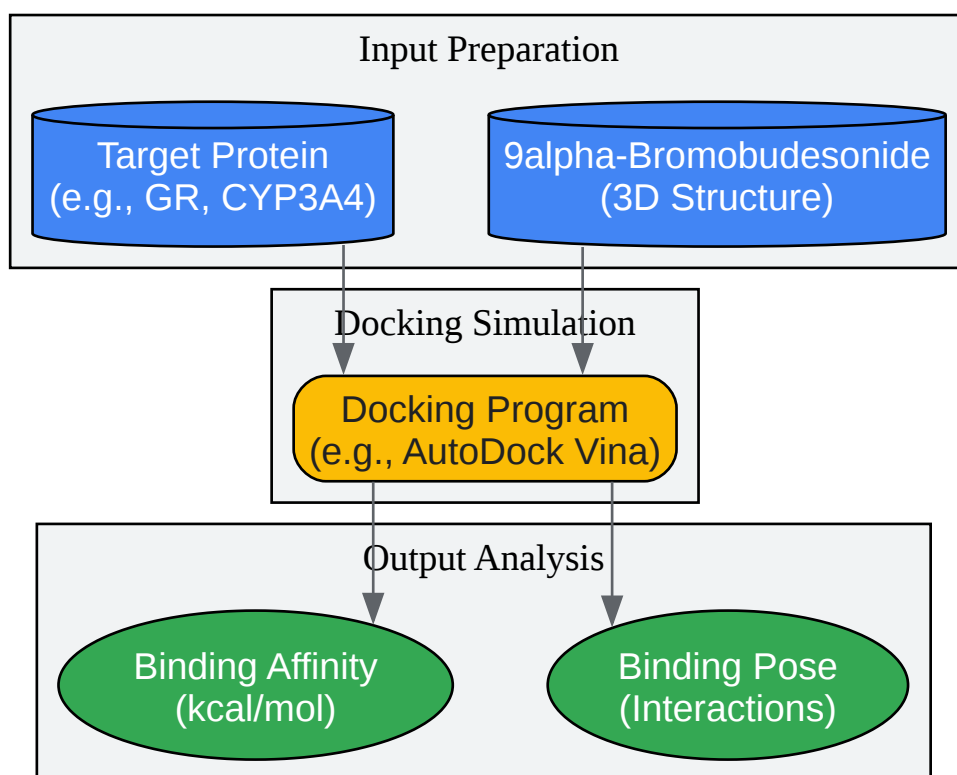 Input Preparation
Target Protein
(e.g., GR, CYP3A4)
9alpha-Bromobudesonide
(3D Structure)
Docking Simulation
Docking Program
(e.g., AutoDock Vina)
Output Analysis
Binding Affinity
(kcal/mol)
Binding Pose
(Interactions)